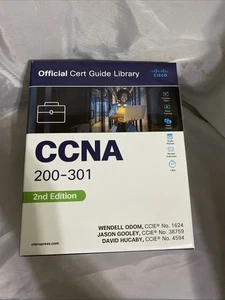 Official Cert Guide Library
CISCO
CCNA
200-301
2nd Edition
WENDELL ODOM, CCIE® No. 1624
JASON GOOLEY, CCIE® No. 38759
DAVID HUCABY, CCIE® No. 4594
ciscopress.com